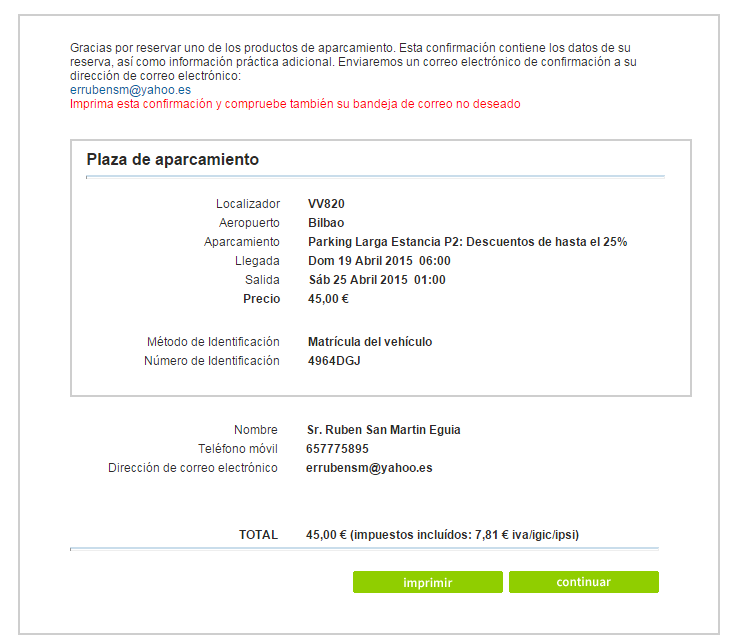 Gracias por reservar uno de los productos de aparcamiento. Esta confirmación contiene los datos de su
reserva, así como información práctica adicional. Enviaremos un correo electrónico de confirmación a su
dirección de correo electrónico:
errubensm@yahoo.es
Imprima esta confirmación y compruebe también su bandeja de correo no deseado
Plaza de aparcamiento
Localizador VV820
Aeropuerto Bilbao
Aparcamiento Parking Larga Estancia P2: Descuentos de hasta el 25%
Llegada Dom 19 Abril 2015 06:00
Salida Sáb 25 Abril 2015 01:00
Precio 45,00 €
Método de Identificación Matrícula del vehículo
Número de Identificación 4964DGJ
Nombre Sr. Ruben San Martin Eguia
Teléfono móvil 657775895
Dirección de correo electrónico errubensm@yahoo.es
TOTAL 45,00 € (impuestos incluídos: 7,81 € iva/igic/ipsi)
imprimir continuar